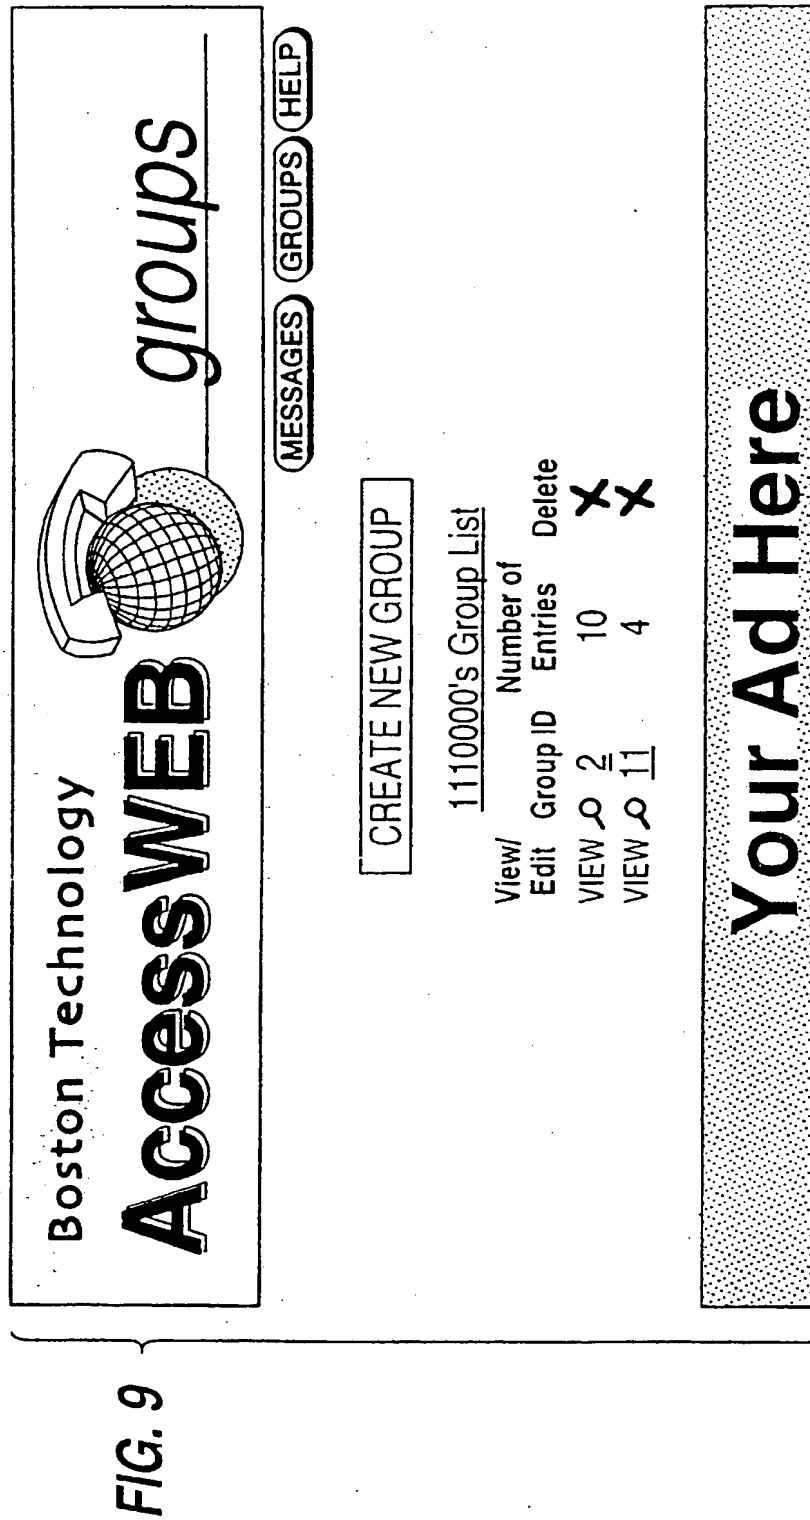 FIG. 9
Boston Technology
AccessWEB
groups
MESSAGES GROUPS HELP
CREATE NEW GROUP
1110000's Group List
View/ Number of
Edit Group ID Entries Delete
VIEW 2 10 X
VIEW 11 4 X
Your Ad Here